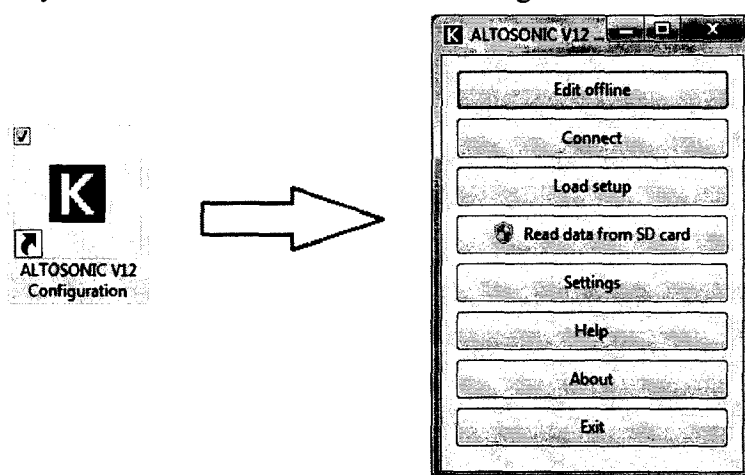 K
ALTOSONIC V12
Configuration
K ALTOSONIC V12 ...
Edit offline
Connect
Load setup
Read data from SD card
Settings
Help
About
Exit